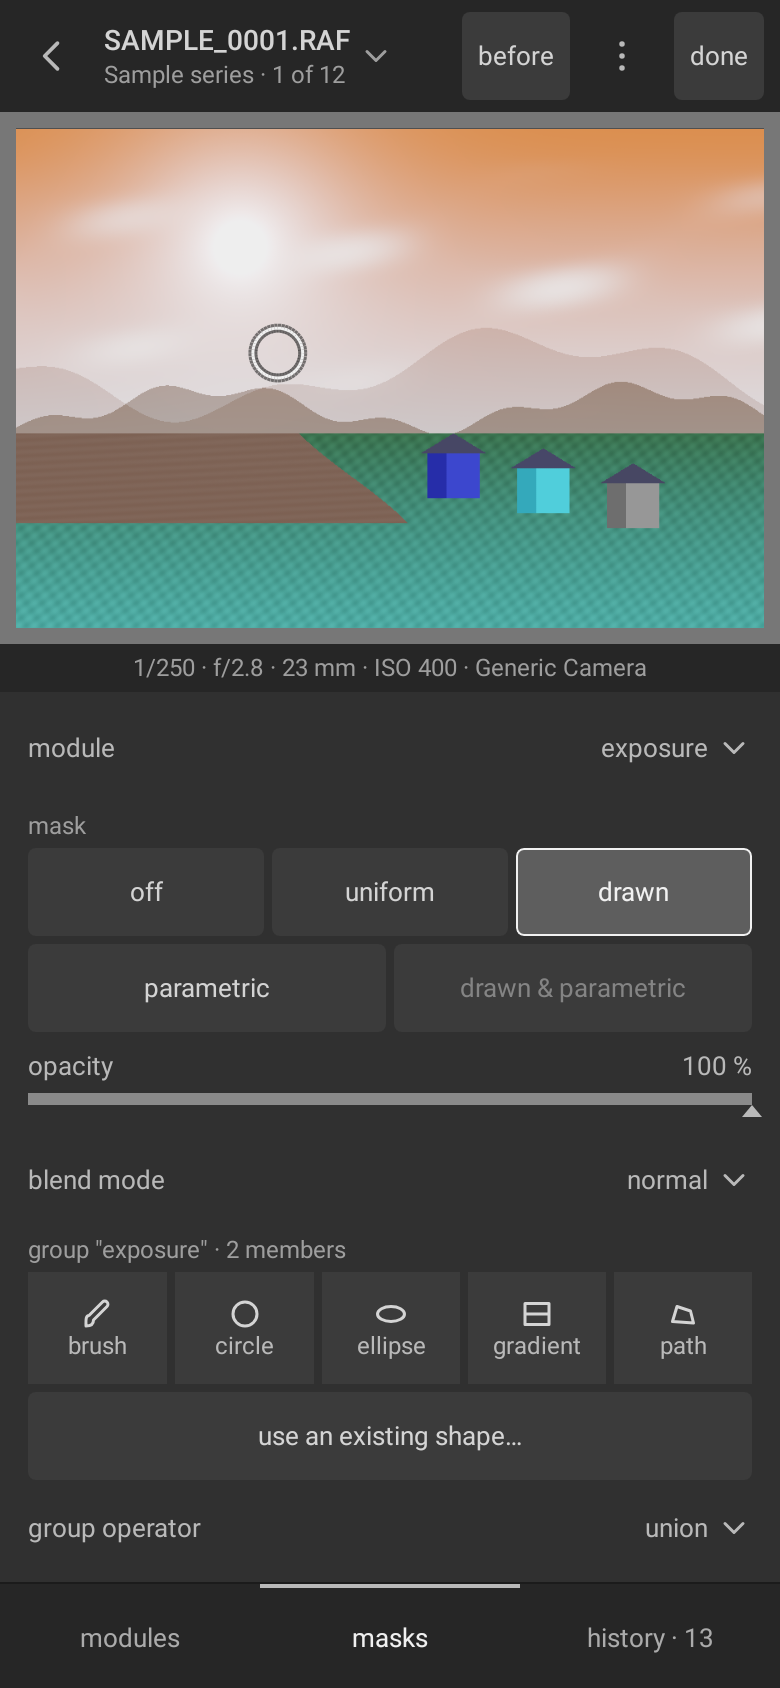 SAMPLE_0001.RAF
Sample series · 1 of 12
before
done
1/250 · f/2.8 · 23 mm · ISO 400 · Generic Camera
module exposure
mask
off uniform drawn
parametric drawn & parametric
opacity 100 %
blend mode normal
group "exposure" · 2 members
brush circle ellipse gradient path
use an existing shape…
group operator union
modules masks history · 13